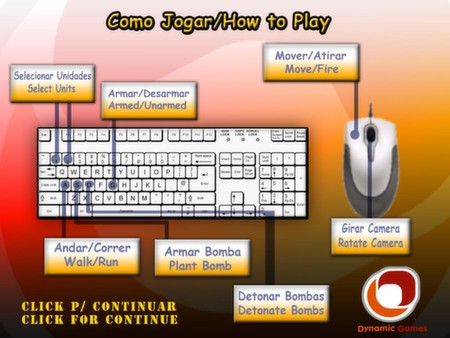 Como Jogar/How to Play
Mover/Atirar
Move/Fire
Selecionar Unidades
Select Units
Armar/Desarmar
Armed/Unarmed
Q W E R T Y U O P
A D F H J K L
Z X C V B N M
Andar/Correr
Walk/Run
Armar Bomba
Plant Bomb
Girar Camera
Rotate Camera
Detonar Bombas
Detonate Bombs
CLICK P/ CONTINUAR
CLICK FOR CONTINUE
Dynamic Games